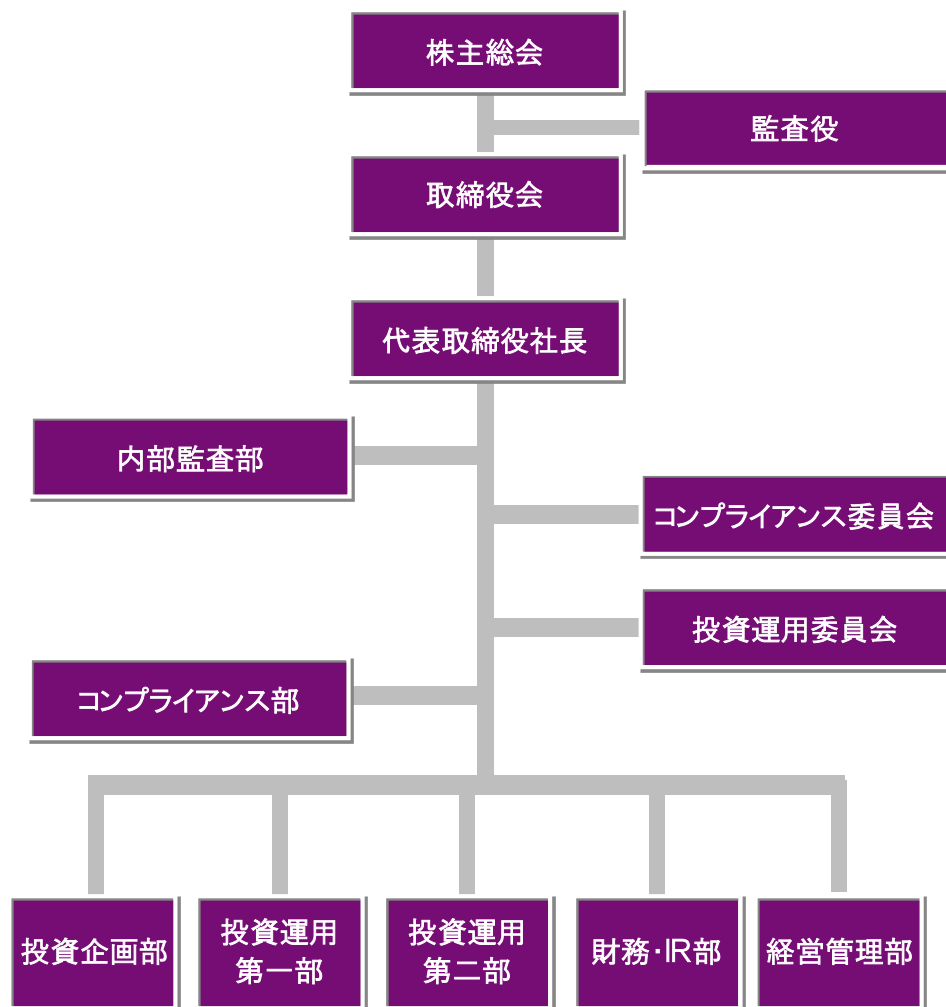 株主総会
監査役
取締役会
代表取締役社長
内部監査部
コンプライアンス委員会
投資運用委員会
コンプライアンス部
投資企画部
投資運用
第一部
投資運用
第二部
財務・IR部
経営管理部